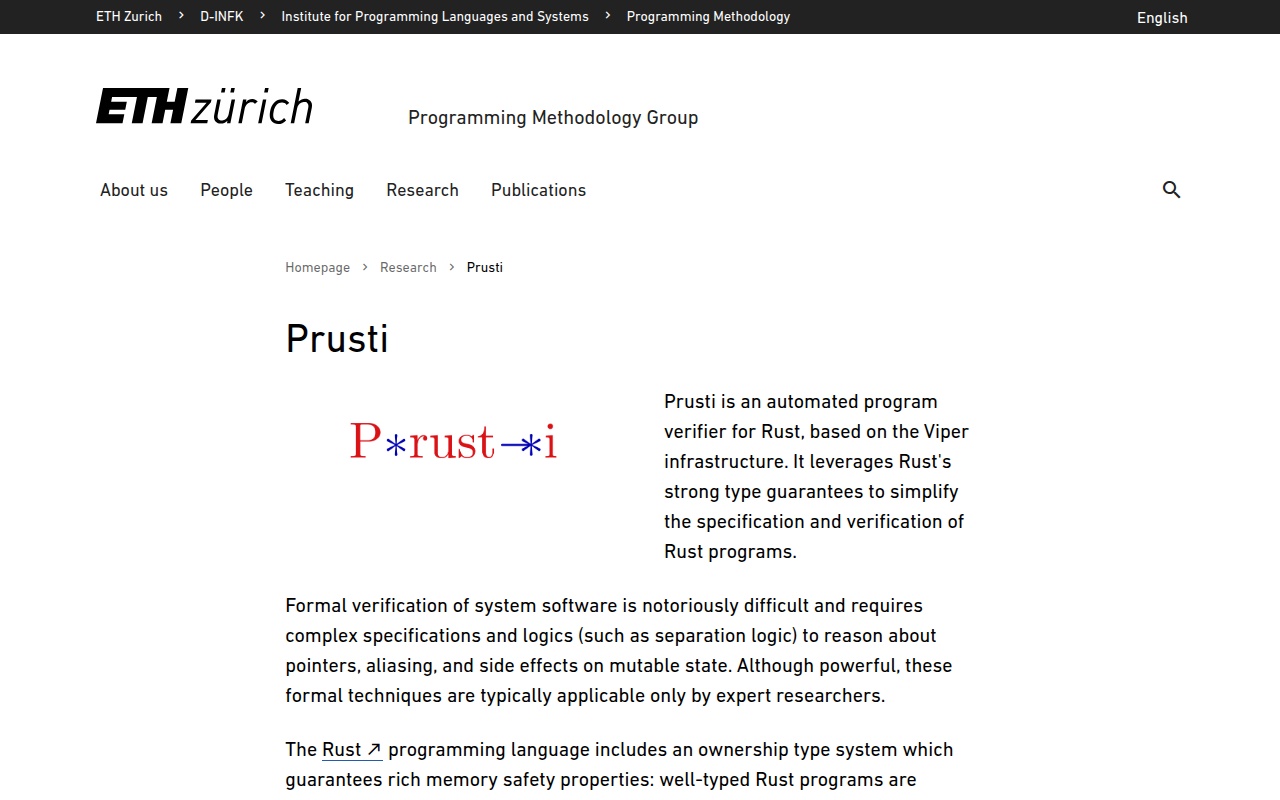 ETH Zurich > D-INFK > Institute for Programming Languages and Systems > Programming Methodology
English
ETH zürich
Programming Methodology Group
About us People Teaching Research Publications
Homepage > Research > Prusti
Prusti
P∗rust−∗i
Prusti is an automated program
verifier for Rust, based on the Viper
infrastructure. It leverages Rust's
strong type guarantees to simplify
the specification and verification of
Rust programs.
Formal verification of system software is notoriously difficult and requires
complex specifications and logics (such as separation logic) to reason about
pointers, aliasing, and side effects on mutable state. Although powerful, these
formal techniques are typically applicable only by expert researchers.
The Rust ↗ programming language includes an ownership type system which
guarantees rich memory safety properties: well-typed Rust programs are